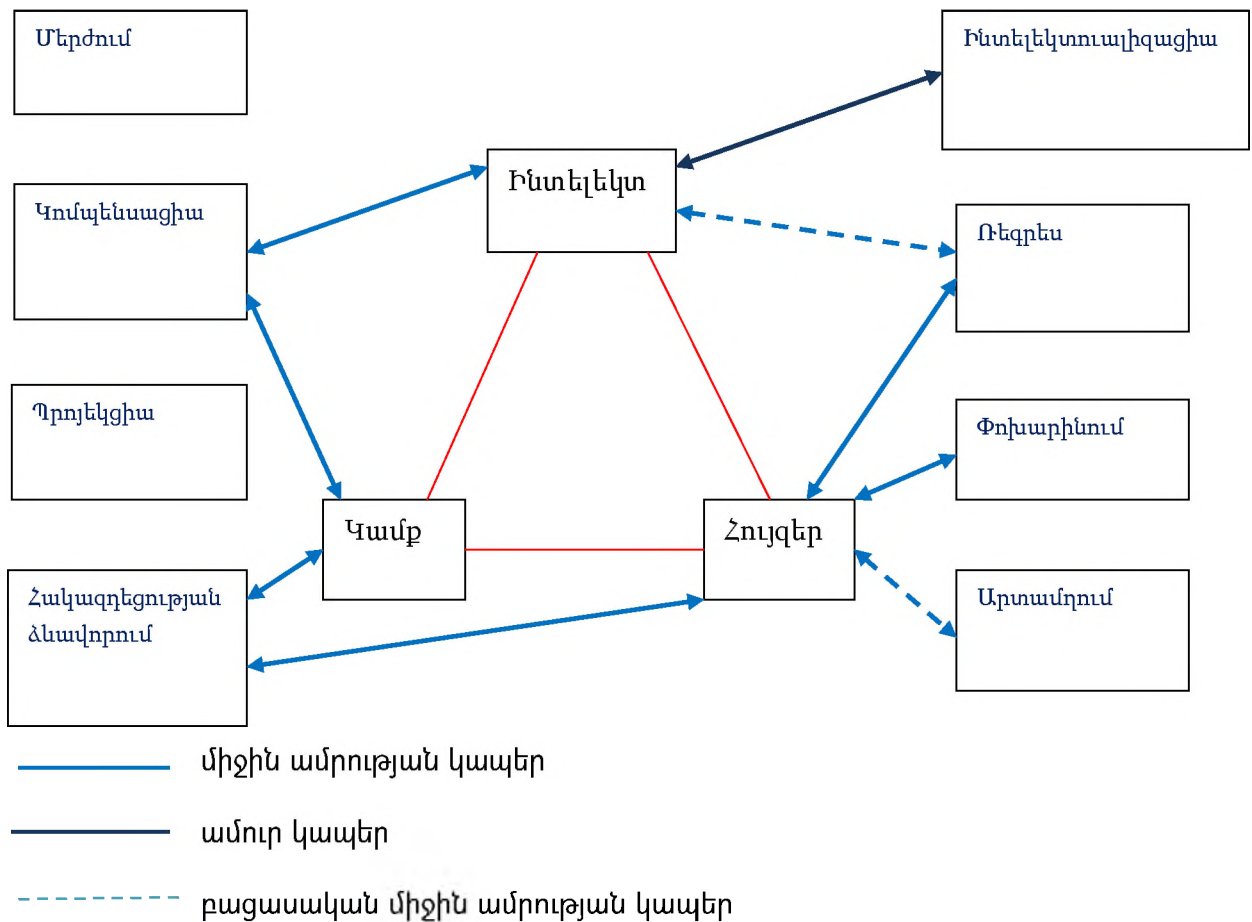 Մերժում
Ինտելեկտուալիզացիա
Ինտելեկտ
Կոմպենսացիա
Ռեգրես
Պրոյեկցիա
Փոխարինում
Կամք
Հույզեր
Հակազդեցության
ձևավորում
Արտամղում
միջին ամրության կապեր
ամուր կապեր
բացասական միջին ամրության կապեր